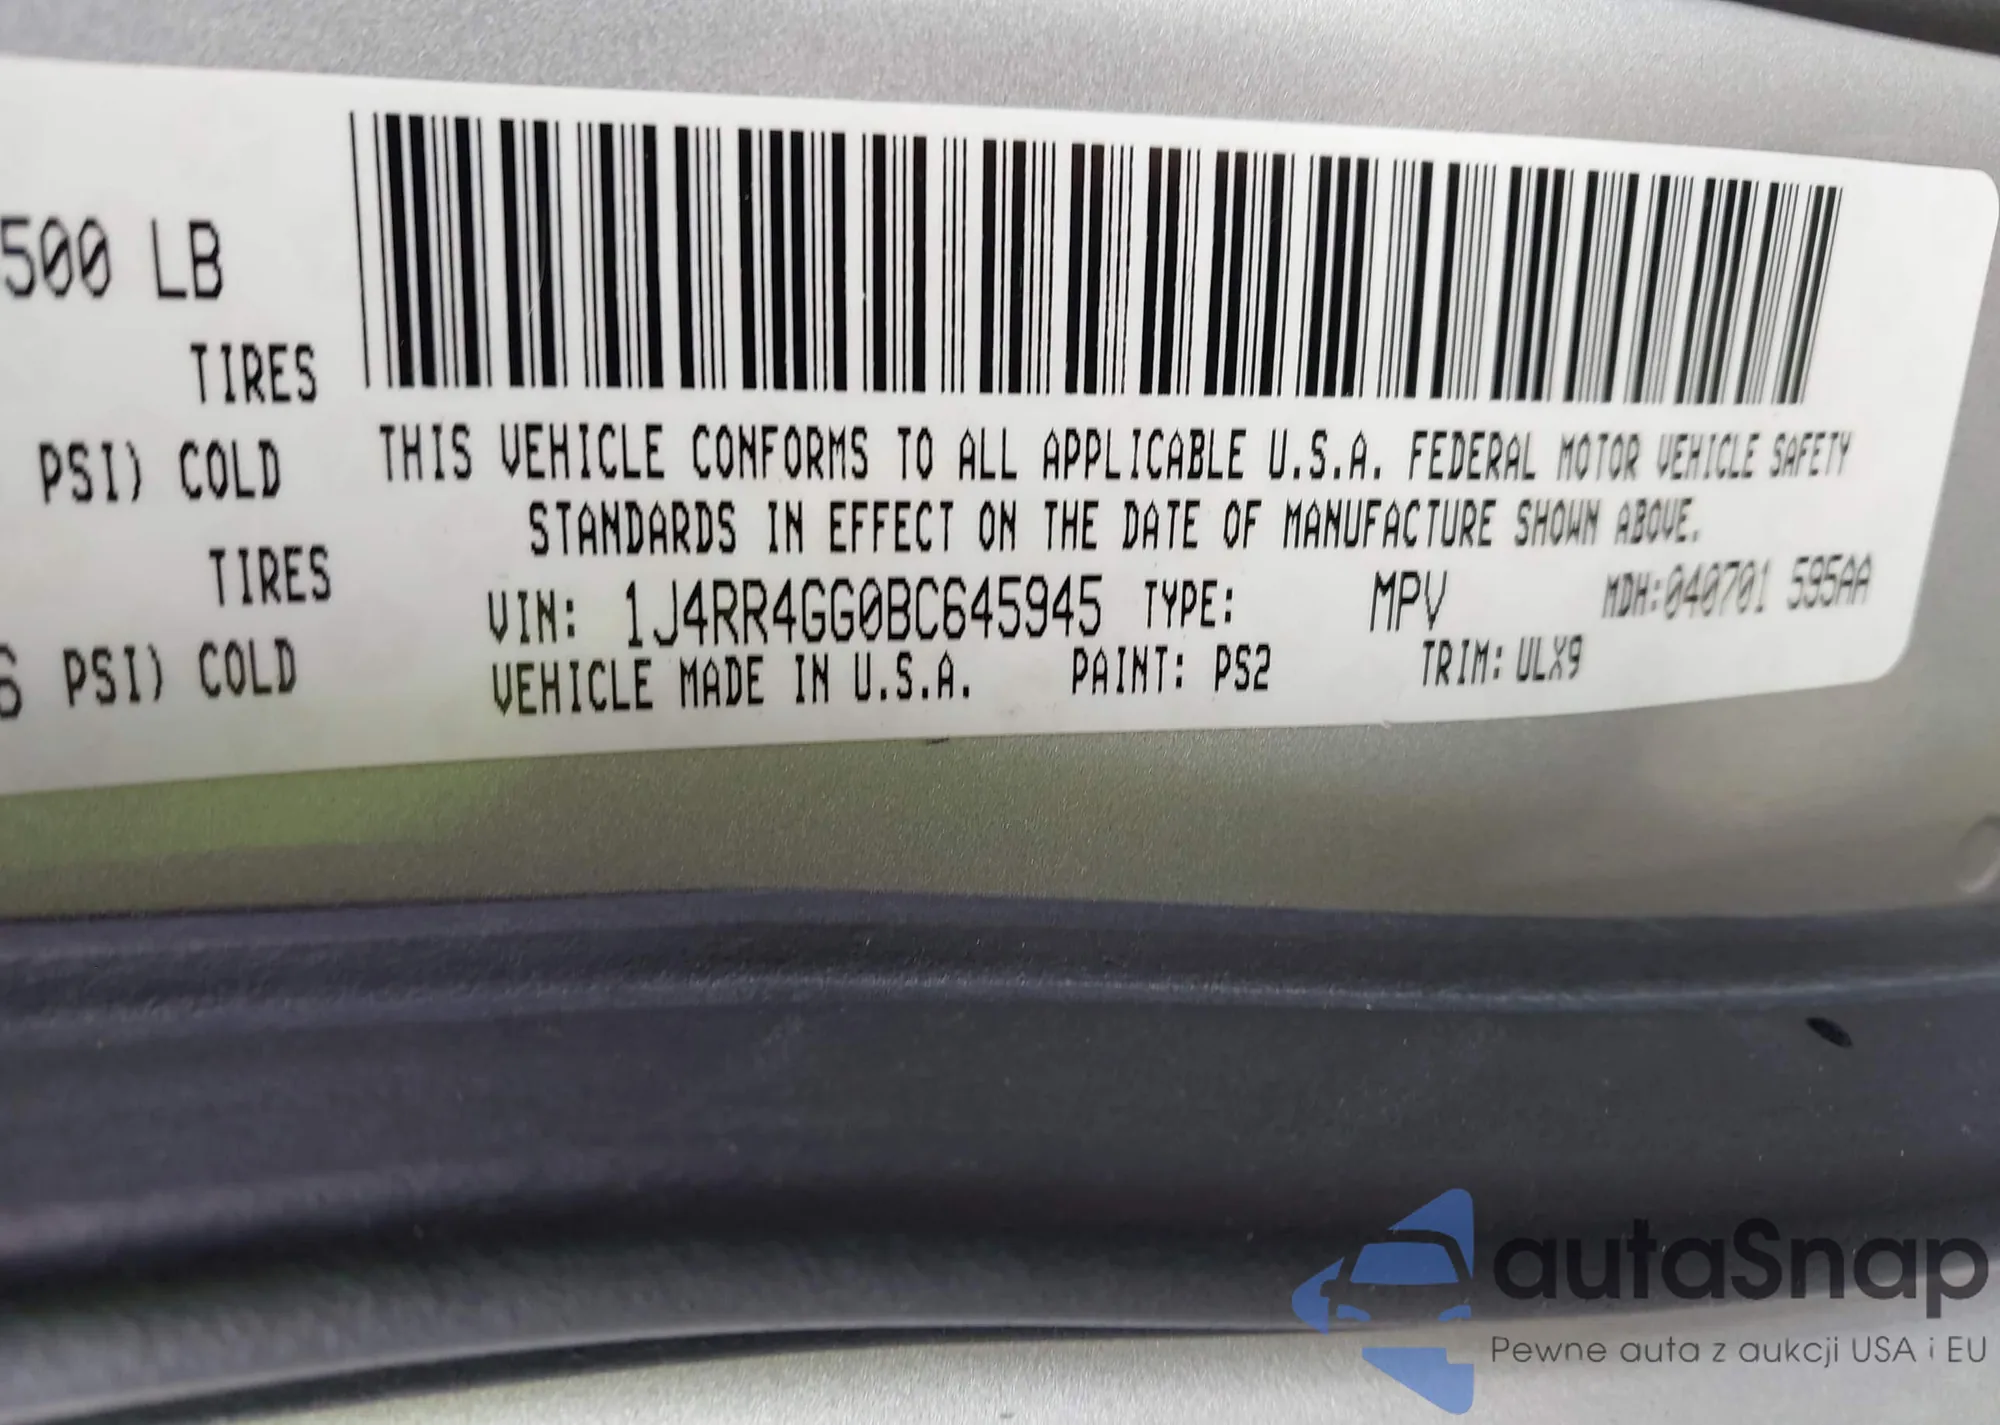 500 LB
TIRES
PSI) COLD
TIRES
6 PSI) COLD
THIS VEHICLE CONFORMS TO ALL APPLICABLE U.S.A. FEDERAL MOTOR VEHICLE SAFETY
STANDARDS IN EFFECT ON THE DATE OF MANUFACTURE SHOWN ABOVE.
VIN: 1J4RR4GG0BC645945 TYPE: MPV MDH:040701 595AA
VEHICLE MADE IN U.S.A. PAINT: PS2 TRIM: ULX9
autaSnap
Pewne auta z aukcji USA i EU